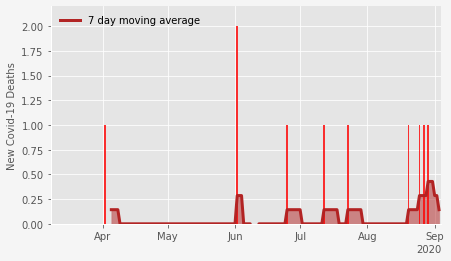 7 day moving average
New Covid-19 Deaths
2.00
1.75
1.50
1.25
1.00
0.75
0.50
0.25
0.00
Apr
May
Jun
Jul
Aug
Sep
2020